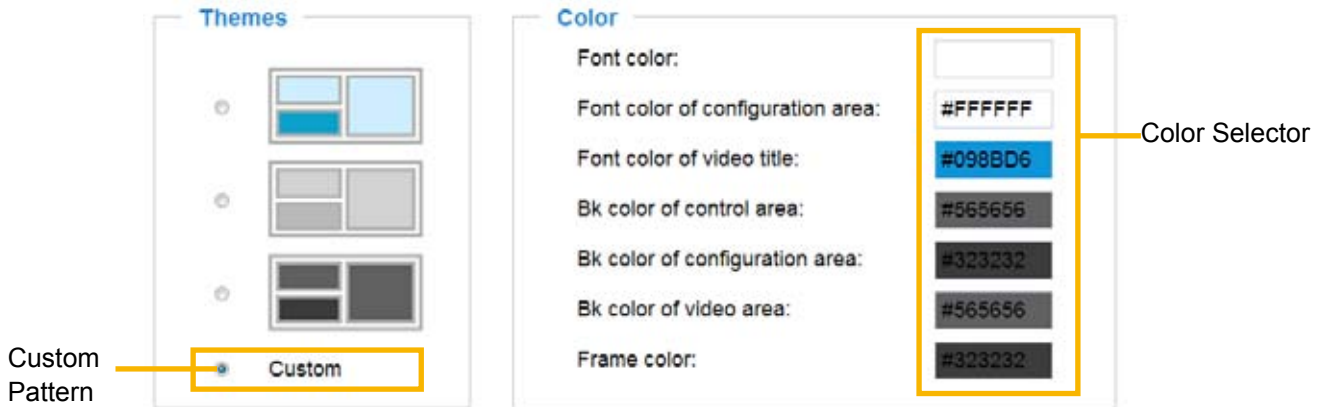 Themes
Custom
Custom
Pattern
Color
Font color:
Font color of configuration area: #FFFFFF
Font color of video title: #098BD6
Bk color of control area: #565656
Bk color of configuration area: #323232
Bk color of video area: #565656
Frame color: #323232
Color Selector